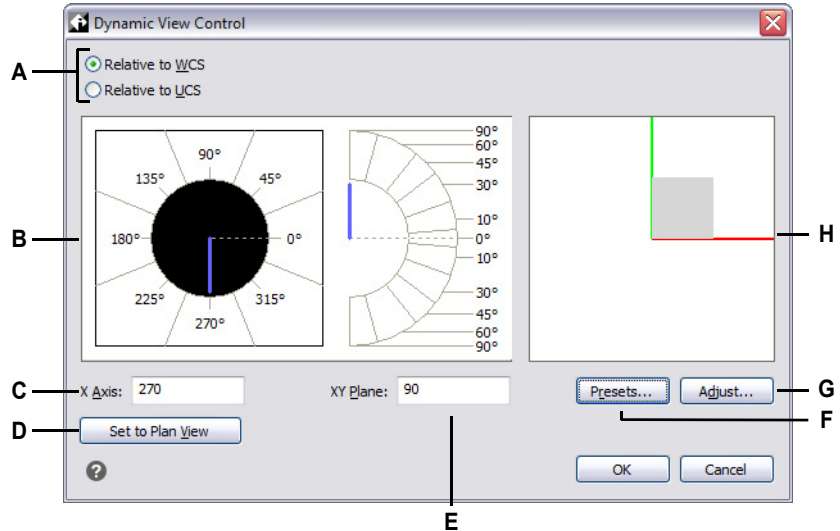 Dynamic View Control
A
Relative to WCS
Relative to UCS
90°
135° 45°
180° 0°
225° 315°
270°
90°
60°
45°
30°
10°
0°
10°
30°
45°
60°
90°
B
H
C
X Axis: 270
XY Plane: 90
Presets...
Adjust...
G
F
D
Set to Plan View
?
OK
Cancel
E